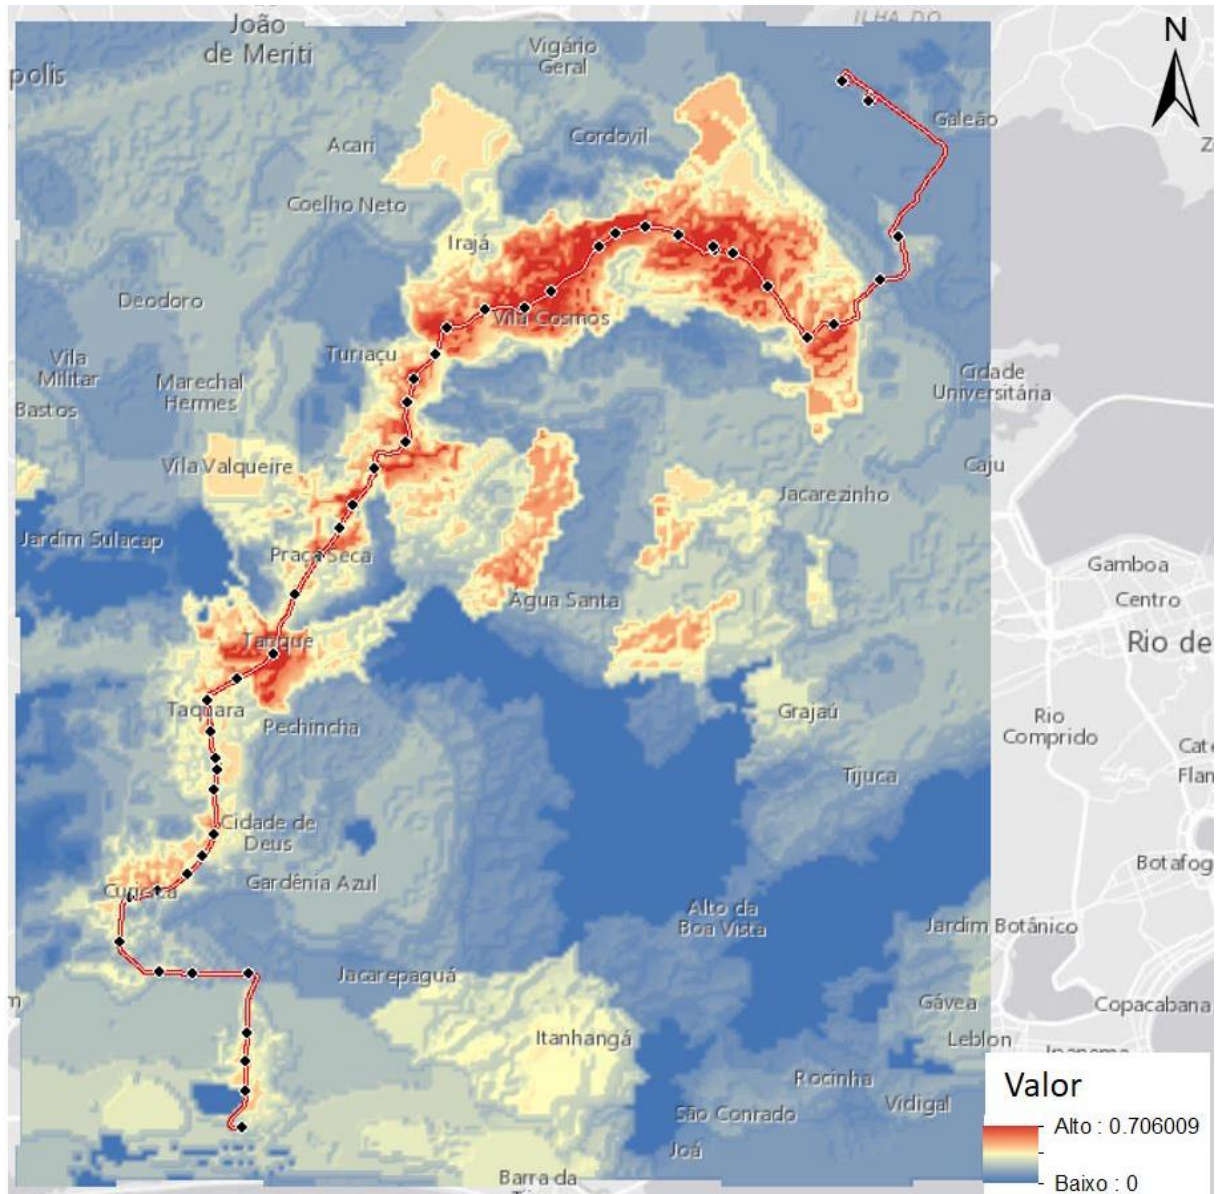 João
de Meriti
ILHA DO
N
Vigário
Geral
polis
Galeão
Acari
Cordovil
Z
Coelho Neto
Irajá
Deodoro
Vila Cosmos
Turiaçu
Vila
Militar
Marechal
Hermes
Cidade
Universitária
Bastos
Vila Valqueire
Caju
Jacarezinho
Jardim Sulacap
Praça Seca
Gamboa
Água Santa
Centro
Tanque
Rio de
Taquara
Pechincha
Grajaú
Rio
Comprido
Cate
Flan
Tijuca
Cidade de
Deus
Botafog
Curicica
Gardênia Azul
Alto da
Boa Vista
Jardim Botânico
Jacarepaguá
m
Gávea
Copacabana
Itanhangá
Leblon
Ipanema
Rocinha
Vidigal
São Conrado
Joá
Barra da
Valor
Alto : 0.706009
Baixo : 0